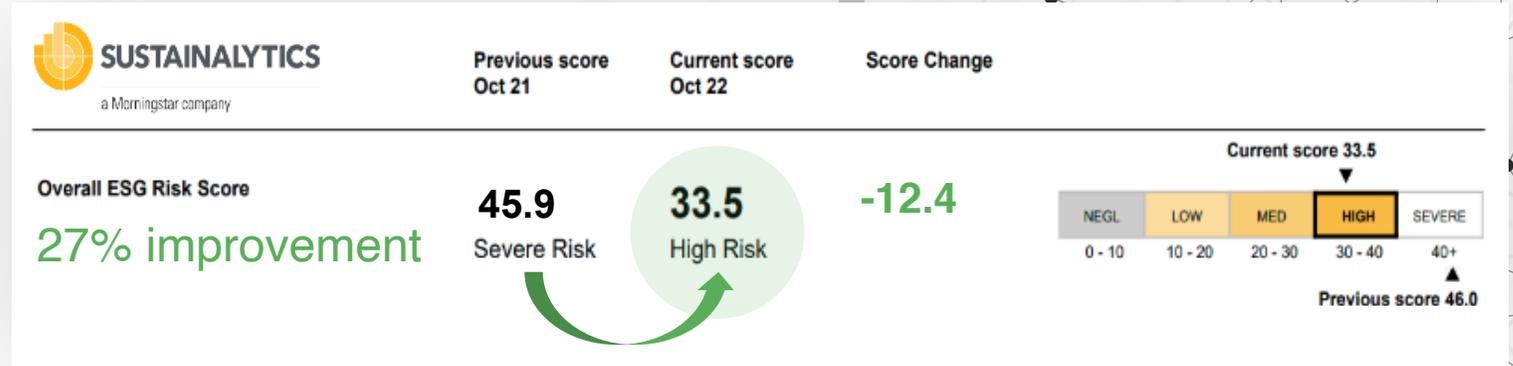 SUSTAINALYTICS
a Morningstar company
Previous score
Oct 21
Current score
Oct 22
Score Change
Overall ESG Risk Score
27% improvement
45.9
Severe Risk
33.5
High Risk
-12.4
Current score 33.5
NEGL LOW MED HIGH SEVERE
0 - 10 10 - 20 20 - 30 30 - 40 40+
Previous score 46.0